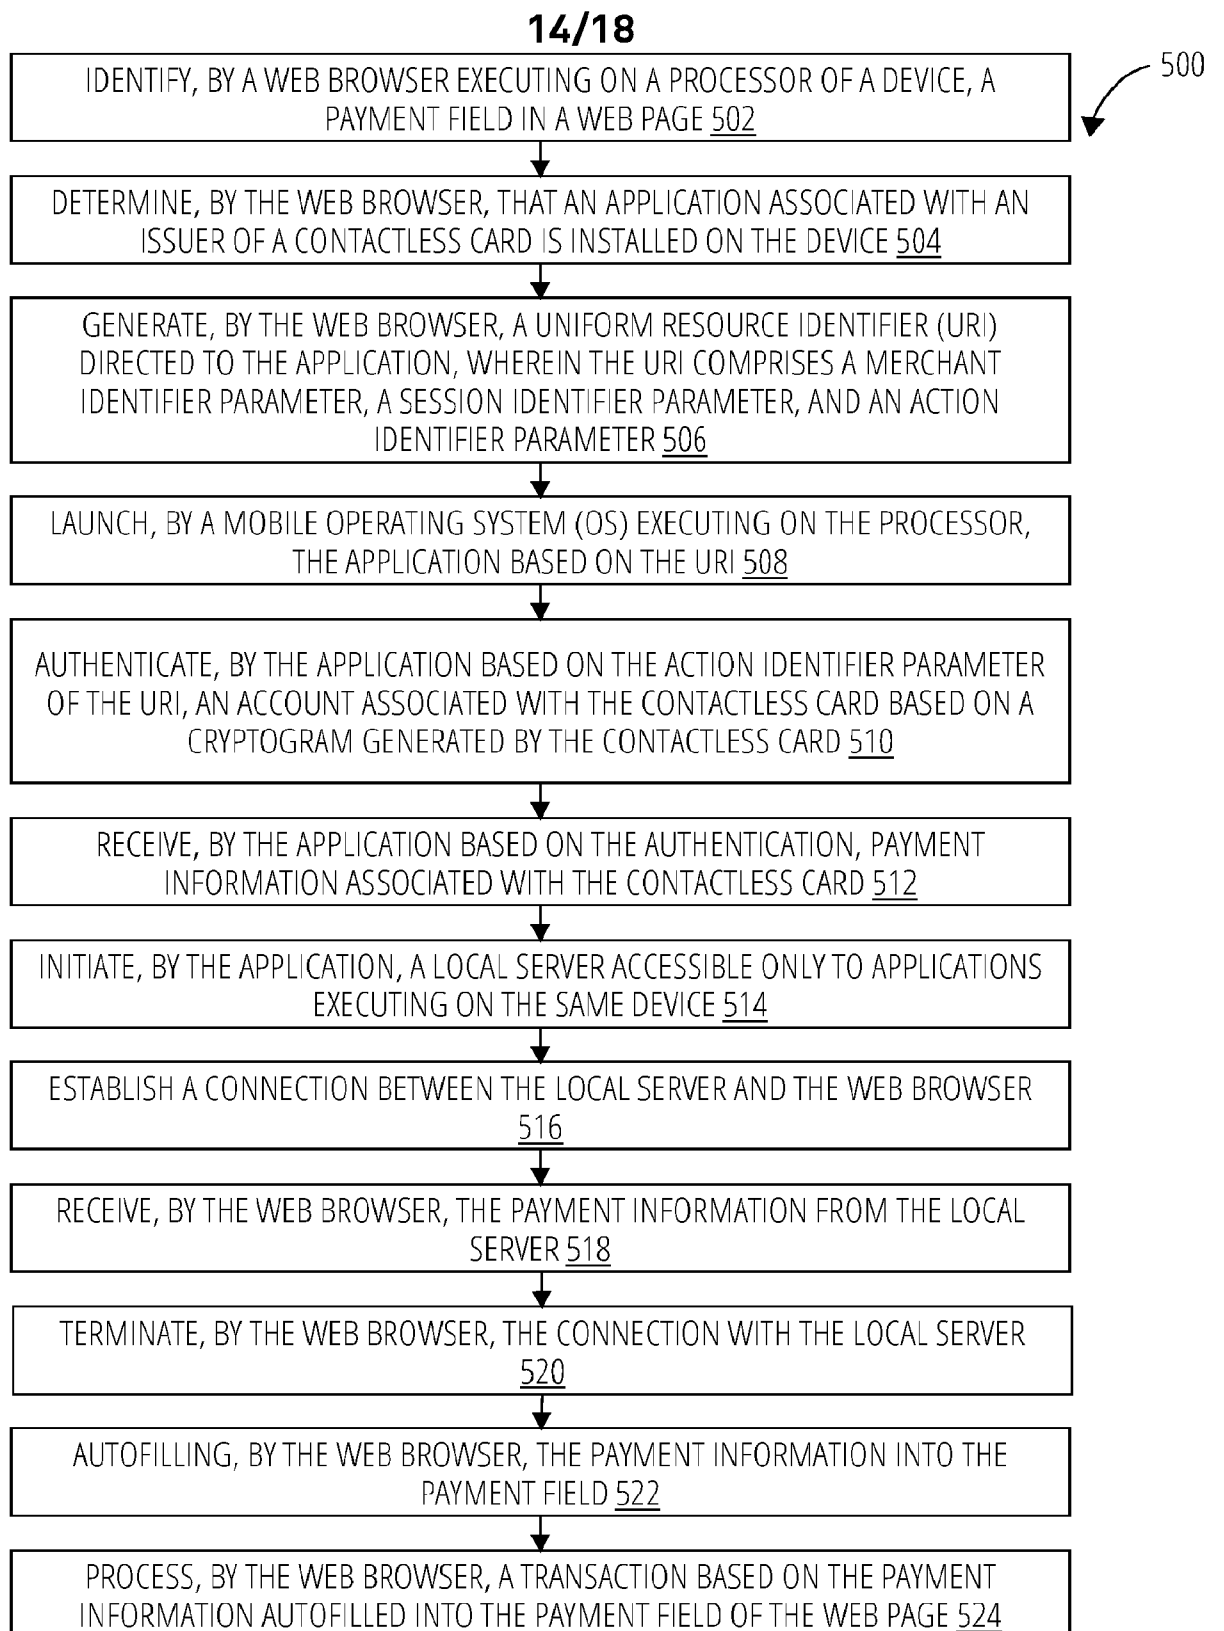 14/18
500
IDENTIFY, BY A WEB BROWSER EXECUTING ON A PROCESSOR OF A DEVICE, A
PAYMENT FIELD IN A WEB PAGE 502
DETERMINE, BY THE WEB BROWSER, THAT AN APPLICATION ASSOCIATED WITH AN
ISSUER OF A CONTACTLESS CARD IS INSTALLED ON THE DEVICE 504
GENERATE, BY THE WEB BROWSER, A UNIFORM RESOURCE IDENTIFIER (URI)
DIRECTED TO THE APPLICATION, WHEREIN THE URI COMPRISES A MERCHANT
IDENTIFIER PARAMETER, A SESSION IDENTIFIER PARAMETER, AND AN ACTION
IDENTIFIER PARAMETER 506
LAUNCH, BY A MOBILE OPERATING SYSTEM (OS) EXECUTING ON THE PROCESSOR,
THE APPLICATION BASED ON THE URI 508
AUTHENTICATE, BY THE APPLICATION BASED ON THE ACTION IDENTIFIER PARAMETER
OF THE URI, AN ACCOUNT ASSOCIATED WITH THE CONTACTLESS CARD BASED ON A
CRYPTOGRAM GENERATED BY THE CONTACTLESS CARD 510
RECEIVE, BY THE APPLICATION BASED ON THE AUTHENTICATION, PAYMENT
INFORMATION ASSOCIATED WITH THE CONTACTLESS CARD 512
INITIATE, BY THE APPLICATION, A LOCAL SERVER ACCESSIBLE ONLY TO APPLICATIONS
EXECUTING ON THE SAME DEVICE 514
ESTABLISH A CONNECTION BETWEEN THE LOCAL SERVER AND THE WEB BROWSER
516
RECEIVE, BY THE WEB BROWSER, THE PAYMENT INFORMATION FROM THE LOCAL
SERVER 518
TERMINATE, BY THE WEB BROWSER, THE CONNECTION WITH THE LOCAL SERVER
520
AUTOFILLING, BY THE WEB BROWSER, THE PAYMENT INFORMATION INTO THE
PAYMENT FIELD 522
PROCESS, BY THE WEB BROWSER, A TRANSACTION BASED ON THE PAYMENT
INFORMATION AUTOFILLED INTO THE PAYMENT FIELD OF THE WEB PAGE 524